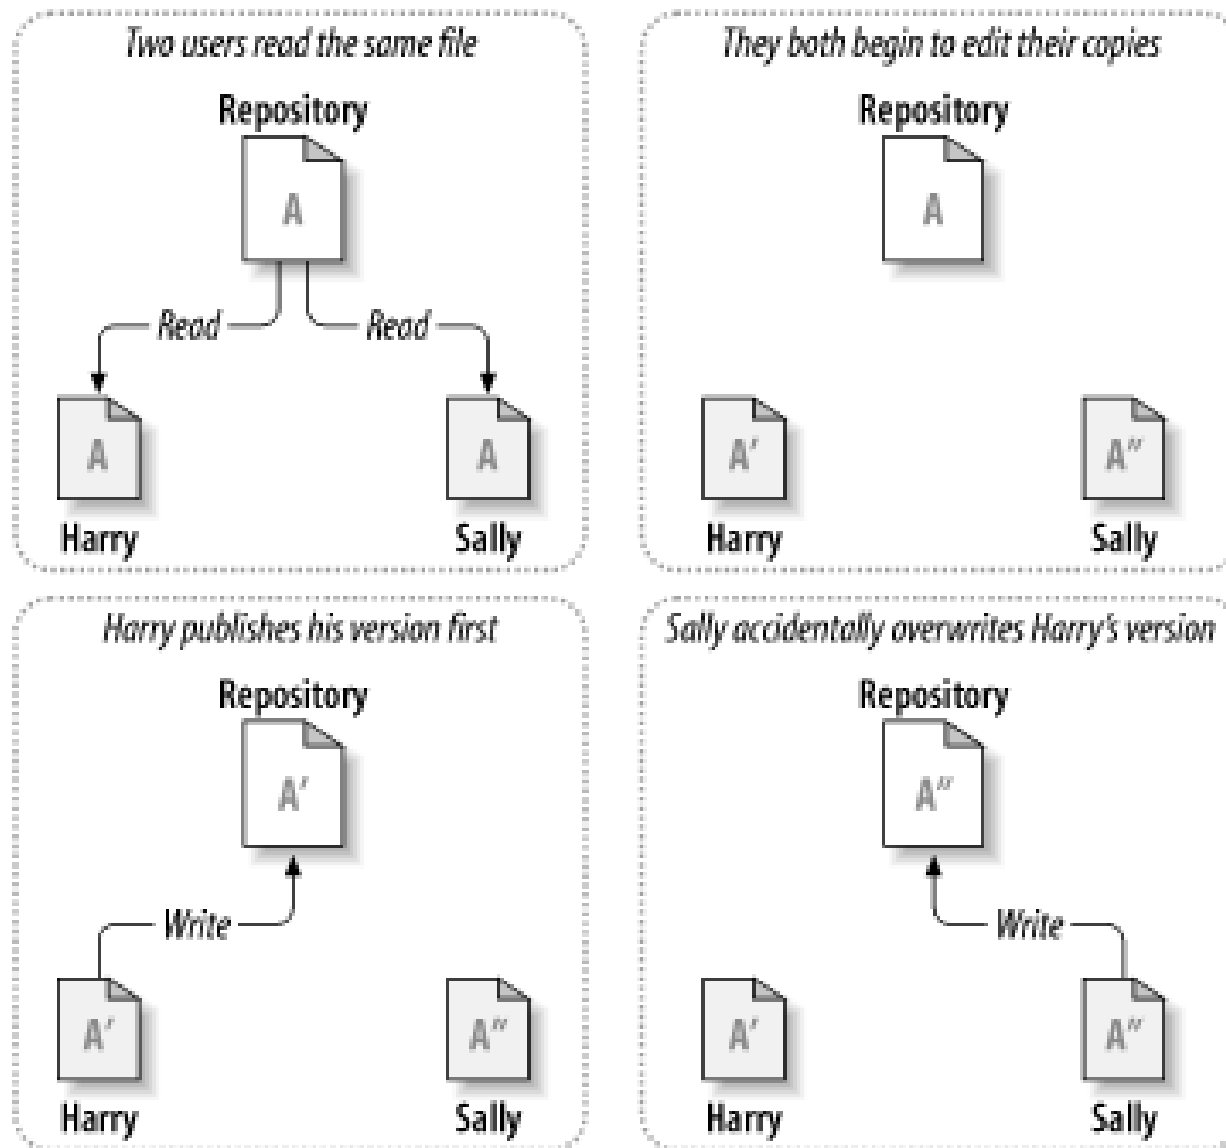 Two users read the same file
Repository
A
Read
Read
A
A
Harry
Sally
They both begin to edit their copies
Repository
A
A′
A″
Harry
Sally
Harry publishes his version first
Repository
A′
Write
A′
A″
Harry
Sally
Sally accidentally overwrites Harry's version
Repository
A″
Write
A′
A″
Harry
Sally